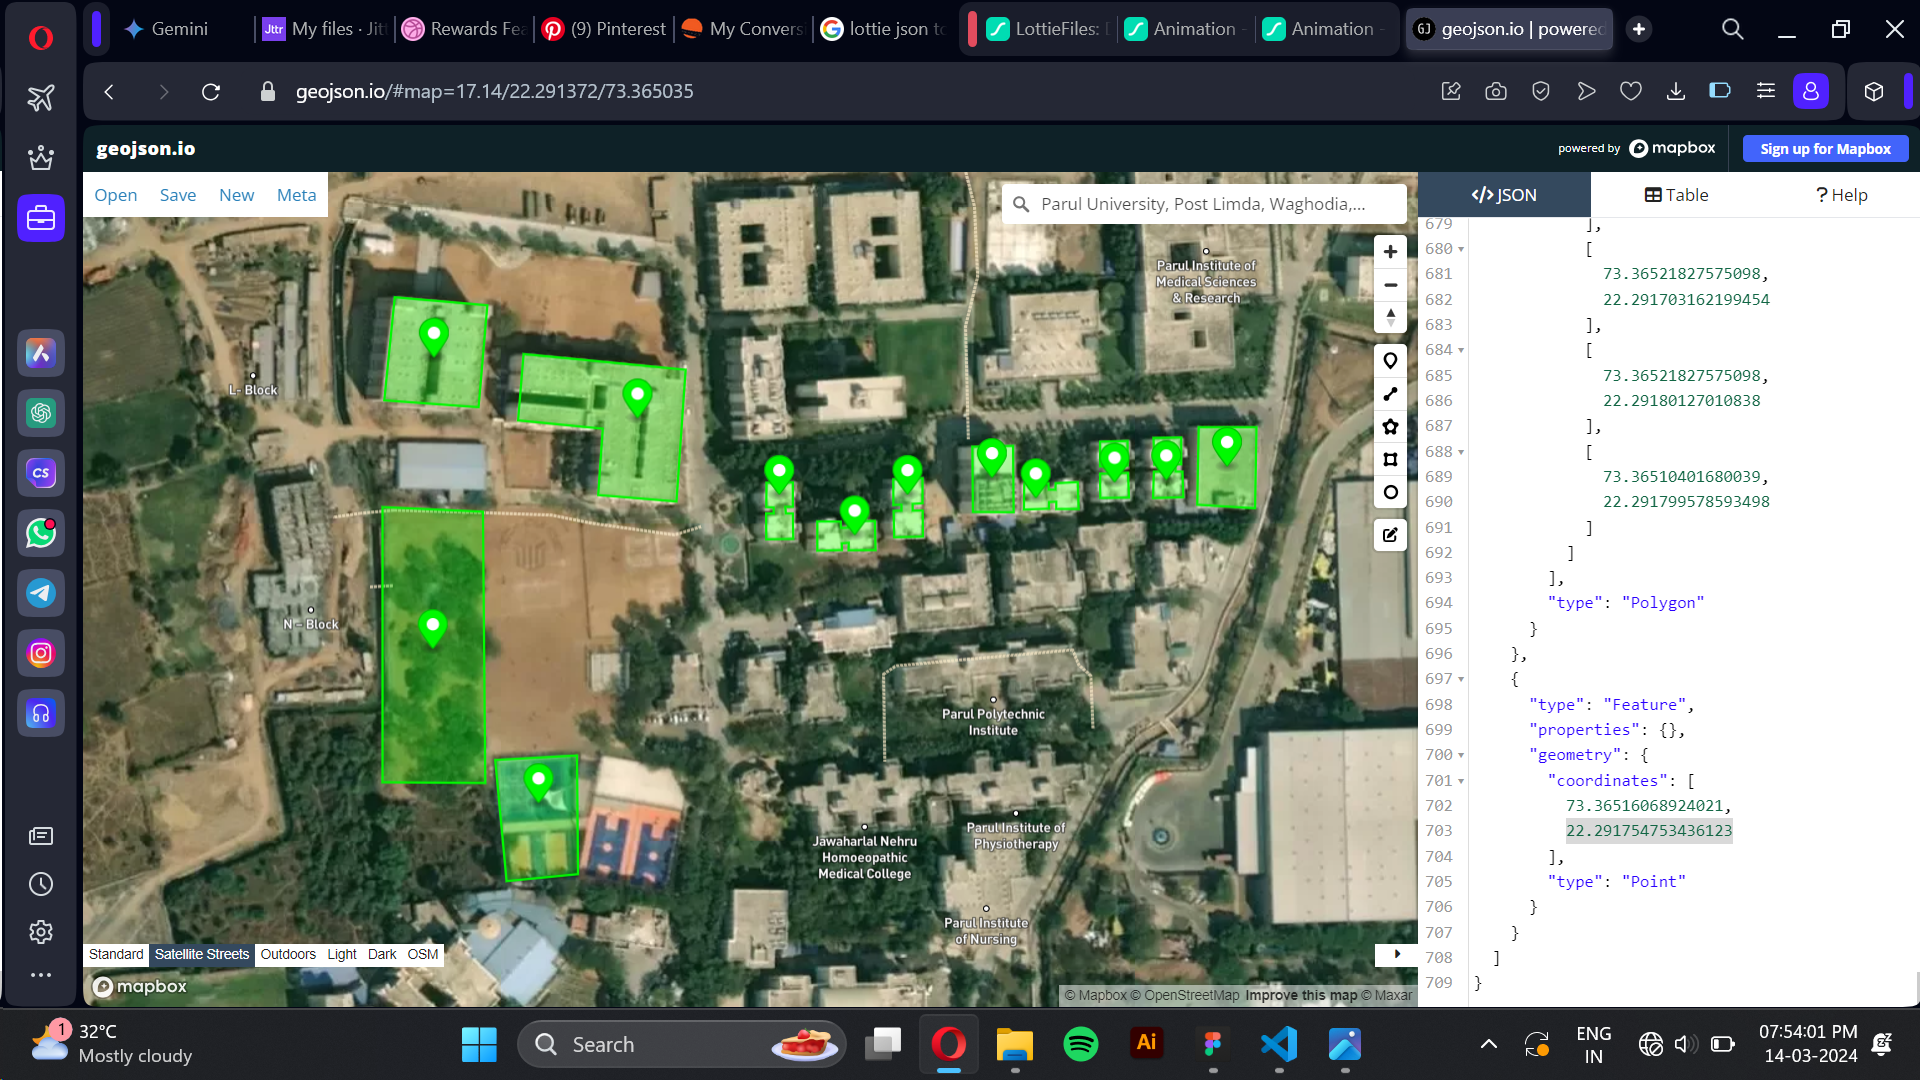 Gemini
Jttr
My files · Jit
Rewards Fea
(9) Pinterest
My Convers
lottie json to
LottieFiles: D
Animation -
Animation -
GJ
geojson.io | powered
geojson.io/#map=17.14/22.291372/73.365035
geojson.io
powered by
mapbox
Sign up for Mapbox
Open
Save
New
Meta
Parul University, Post Limda, Waghodia,...
</>JSON
Table
? Help
CS
Parul Institute of
Medical Sciences
& Research
L- Block
N – Block
Parul Polytechnic
Institute
Jawaharlal Nehru
Homoeopathic
Medical College
Parul Institute of
Physiotherapy
Parul Institute
of Nursing
679 ],
680 [
681 73.36521827575098,
682 22.291703162199454
683 ],
684 [
685 73.36521827575098,
686 22.29180127010838
687 ],
688 [
689 73.36510401680039,
690 22.291799578593498
691 ]
692 ]
693 ],
694 "type": "Polygon"
695 }
696 },
697 {
698 "type": "Feature",
699 "properties": {},
700 "geometry": {
701 "coordinates": [
702 73.36516068924021,
703 22.291754753436123
704 ],
705 "type": "Point"
706 }
707 }
708 ]
709 }
Standard
Satellite Streets
Outdoors
Light
Dark
OSM
mapbox
© Mapbox © OpenStreetMap Improve this map © Maxar
1
32°C
Mostly cloudy
Search
Ai
ENG
IN
07:54:01 PM
14-03-2024